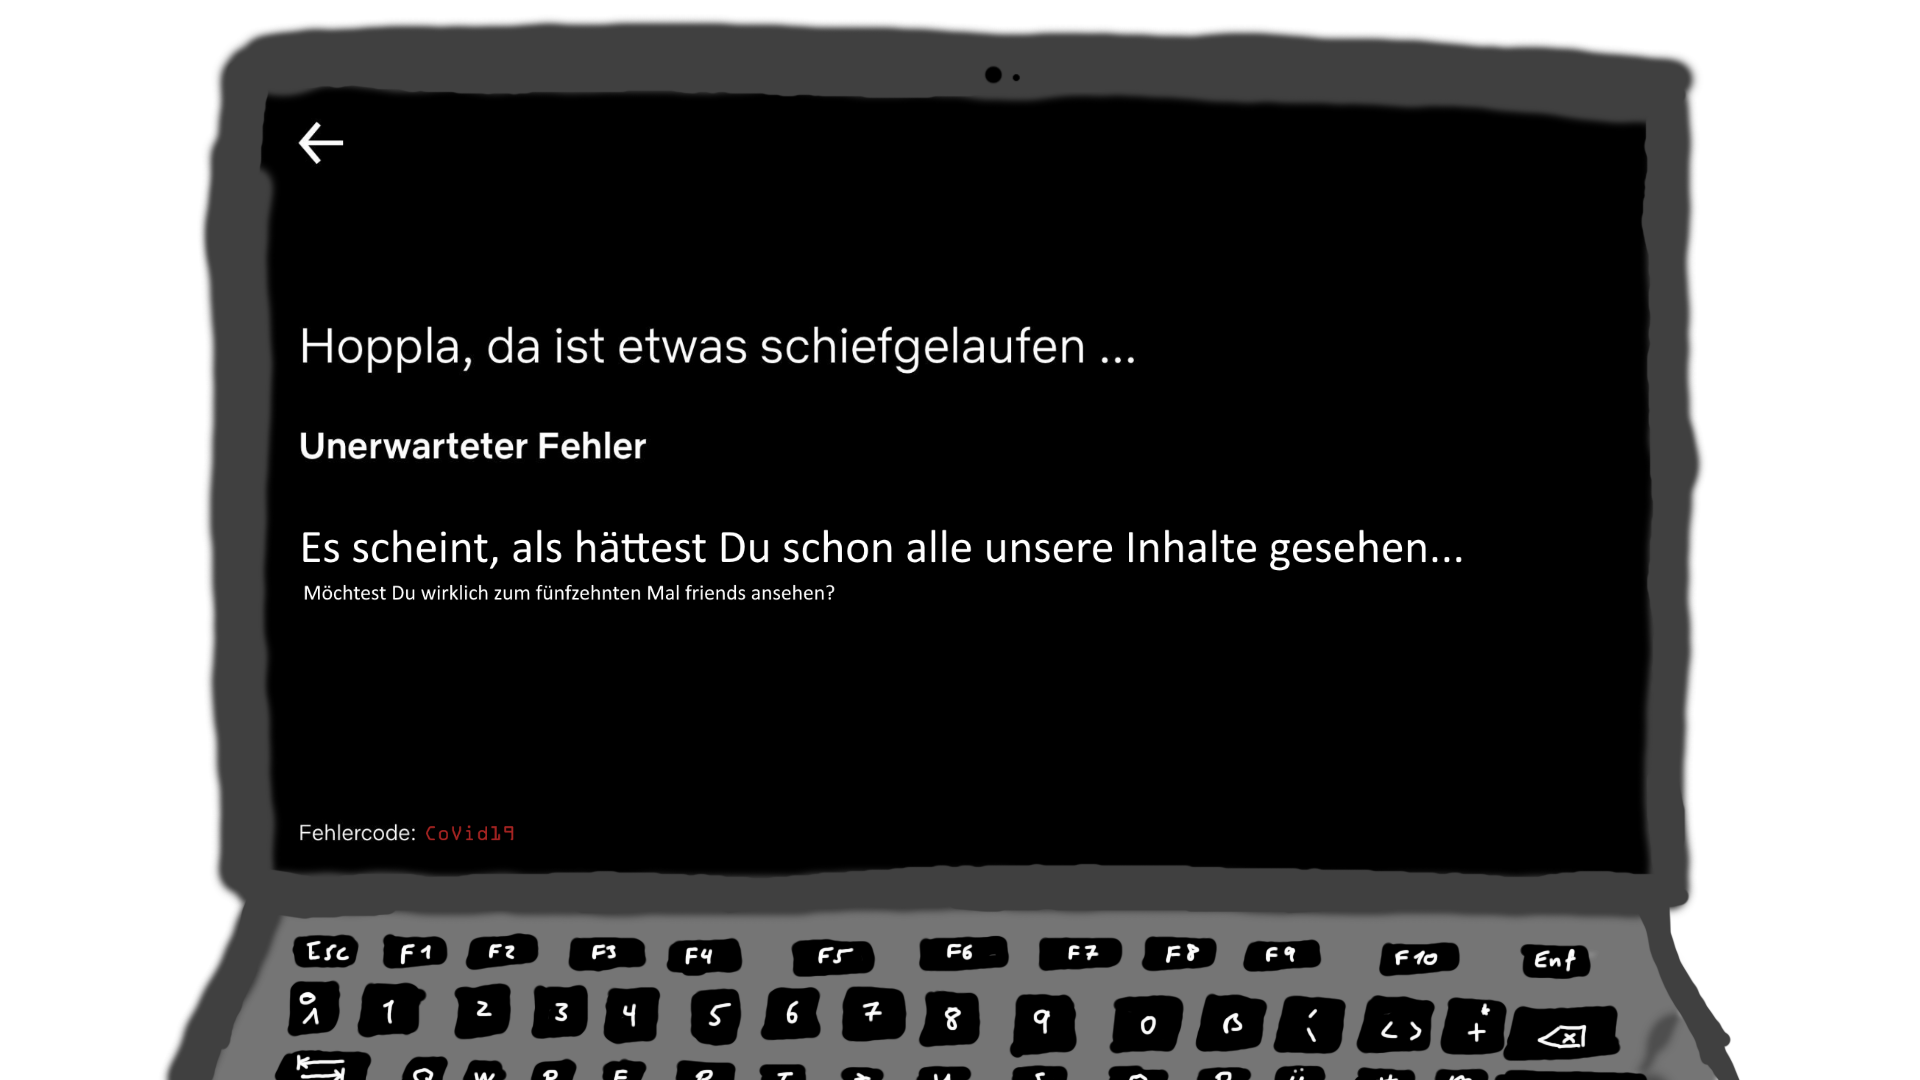 Hoppla, da ist etwas schiefgelaufen ...
Unerwarteter Fehler
Es scheint, als hättest Du schon alle unsere Inhalte gesehen...
Möchtest Du wirklich zum fünfzehnten Mal friends ansehen?
Fehlercode: CoVid19
Esc F1 F2 F3 F4 F5 F6 F7 F8 F9 F10 Enf
1 2 3 4 5 6 7 8 9 0 ß < > + *